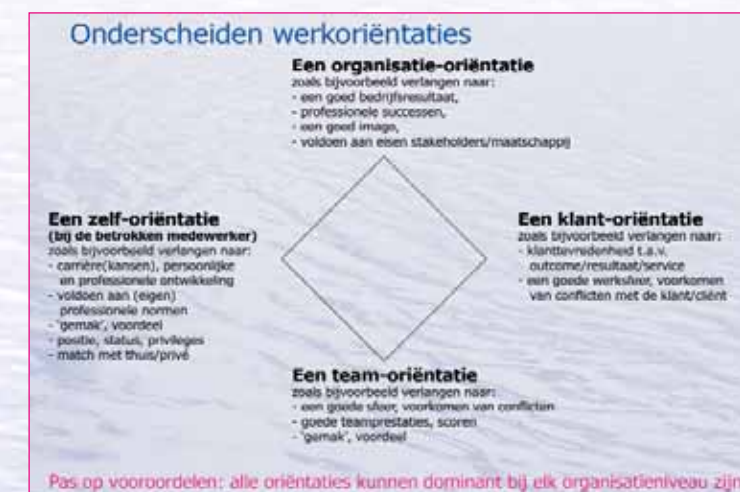 Onderscheiden werkoriëntaties
Een organisatie-oriëntatie
zoals bijvoorbeeld verlangen naar:
- een goed bedrijfsresultaat,
- professionele successen,
- een goed imago,
- voldoen aan eisen stakeholders/maatschappij
Een zelf-oriëntatie
(bij de betrokken medewerker)
zoals bijvoorbeeld verlangen naar:
- carrière(kansen), persoonlijke
en professionele ontwikkeling
- voldoen aan (eigen)
professionele normen
- 'gemak', voordeel
- positie, status, privileges
- match met thuis/privé
Een klant-oriëntatie
zoals bijvoorbeeld verlangen naar:
- klanttevredenheid t.a.v.
outcome/resultaat/service
- een goede werksfeer, voorkomen
van conflicten met de klant/cliënt
Een team-oriëntatie
zoals bijvoorbeeld verlangen naar:
- een goede sfeer, voorkomen van conflicten
- goede teamprestaties, scoren
- 'gemak', voordeel
Pas op vooroordelen: alle oriëntaties kunnen dominant bij elk organisatieniveau zijn